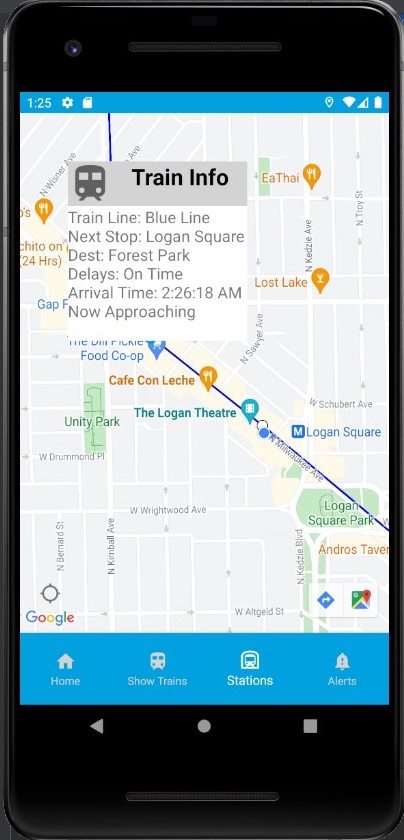 1:25
N Wisner Ave
Train Info
Train Line: Blue Line
Next Stop: Logan Square
Dest: Forest Park
Delays: On Time
Arrival Time: 2:26:18 AM
Now Approaching
EaThai
N Troy St
N Kedzie Ave
o's
chito on
(24 Hrs)
Lost Lake
Gap F
N Sawyer Ave
The Dill Pickle
Food Co-op
Cafe Con Leche
W Schubert Ave
The Logan Theatre
Unity Park
M Logan Square
N Milwaukee Ave
W Drummond Pl
Logan
Square Park
W Wrightwood Ave
N Bernard St
N Kimball Ave
N Kedzie Blvd
Andros Taver
W Altgeld St
Google
Home
Show Trains
Stations
Alerts